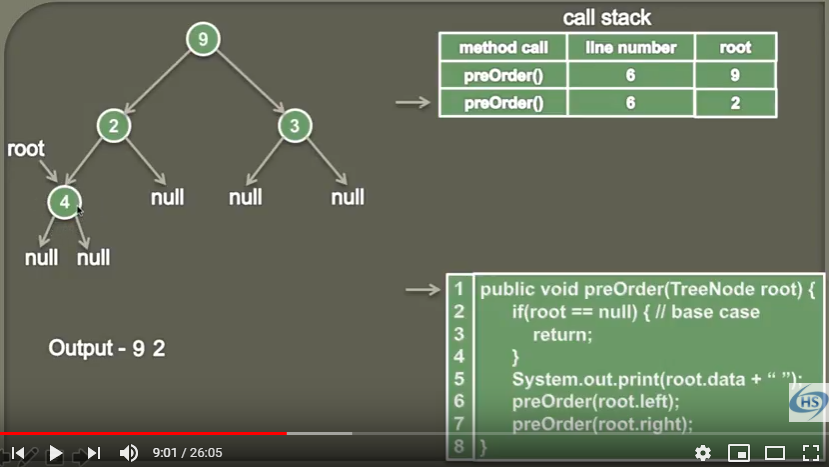 call stack
method call line number root
preOrder() 6 9
preOrder() 6 2
9
2
3
root
4
null
null
null
null
null
Output - 9 2
1 public void preOrder(TreeNode root) {
2 if(root == null) { // base case
3 return;
4 }
5 System.out.print(root.data + “ ”);
6 preOrder(root.left);
7 preOrder(root.right);
8 }
HS
9:01 / 26:05